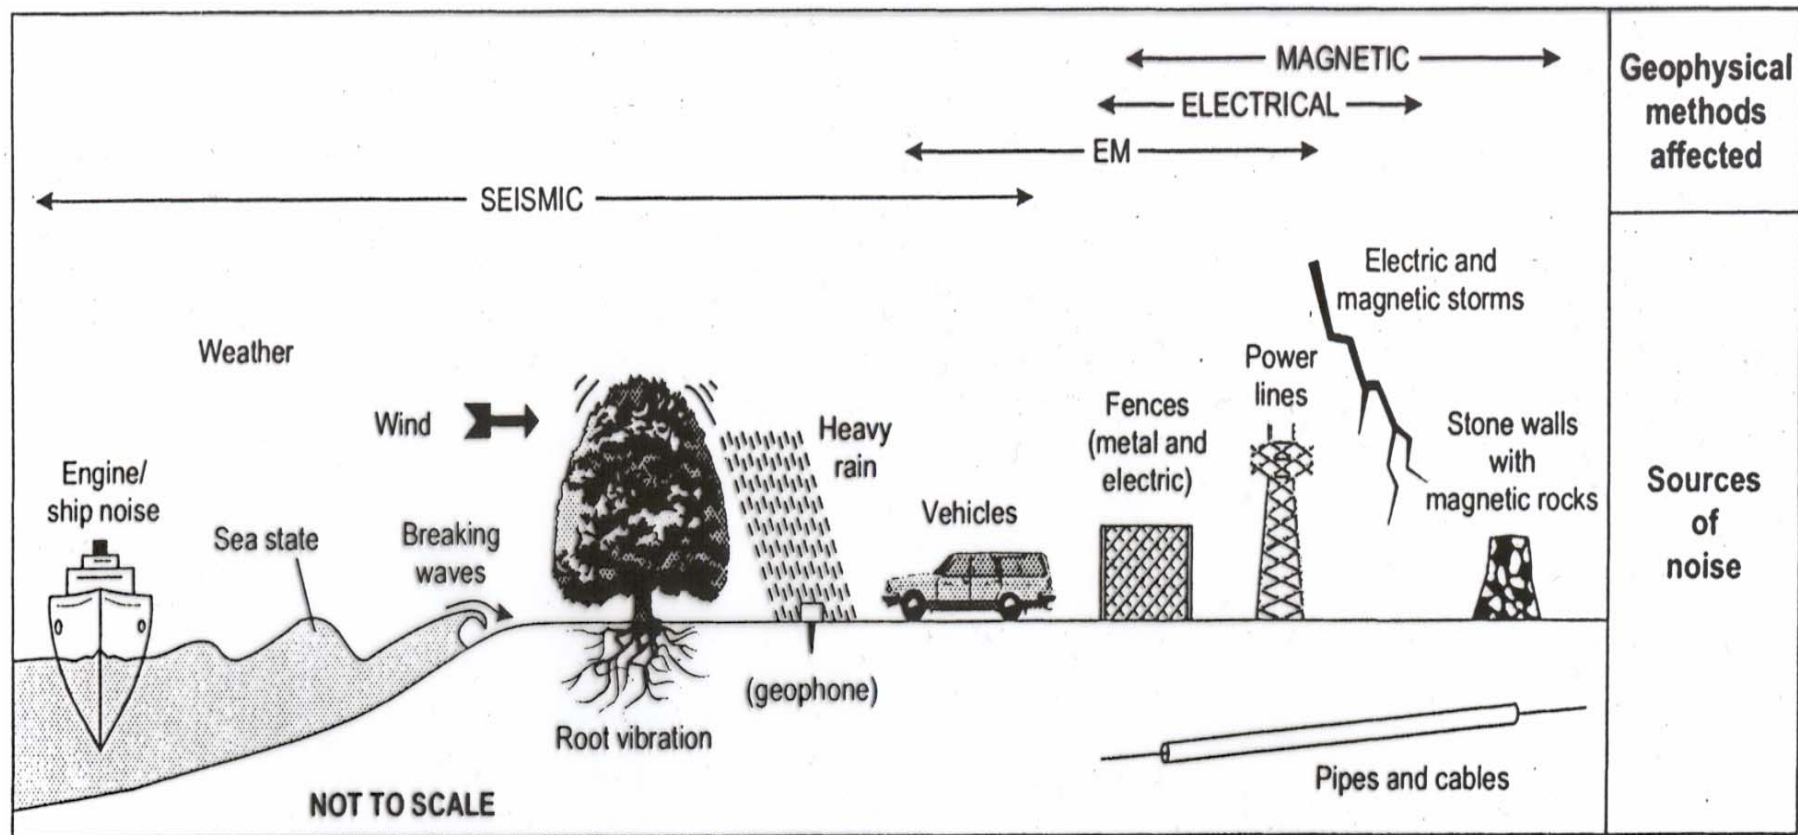 MAGNETIC
ELECTRICAL
EM
SEISMIC
Geophysical
methods
affected
Electric and
magnetic storms
Weather
Power
lines
Wind
Heavy
rain
Fences
(metal and
electric)
Stone walls
with
magnetic rocks
Engine/
ship noise
Sea state
Breaking
waves
Vehicles
Sources
of
noise
(geophone)
Root vibration
Pipes and cables
NOT TO SCALE